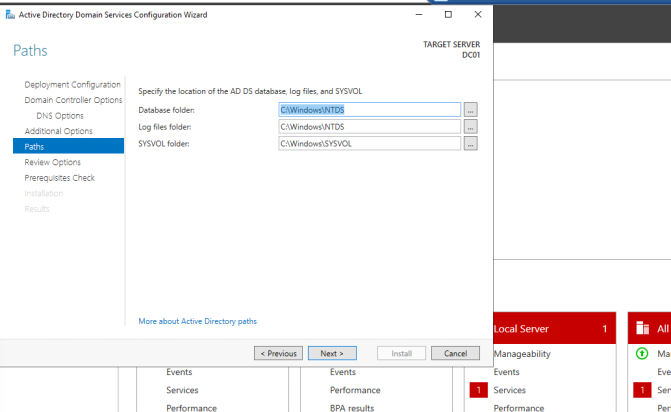 Active Directory Domain Services Configuration Wizard
Paths
TARGET SERVER
DC01
Deployment Configuration
Domain Controller Options
DNS Options
Additional Options
Paths
Review Options
Prerequisites Check
Installation
Results
Specify the location of the AD DS database, log files, and SYSVOL
Database folder: C:\Windows\NTDS ...
Log files folder: C:\Windows\NTDS ...
SYSVOL folder: C:\Windows\SYSVOL ...
More about Active Directory paths
< Previous Next > Install Cancel
Local Server 1 All
Manageability Ma
Events Events Events Eve
Services Performance 1 Services 1 Ser
Performance BPA results Performance Per